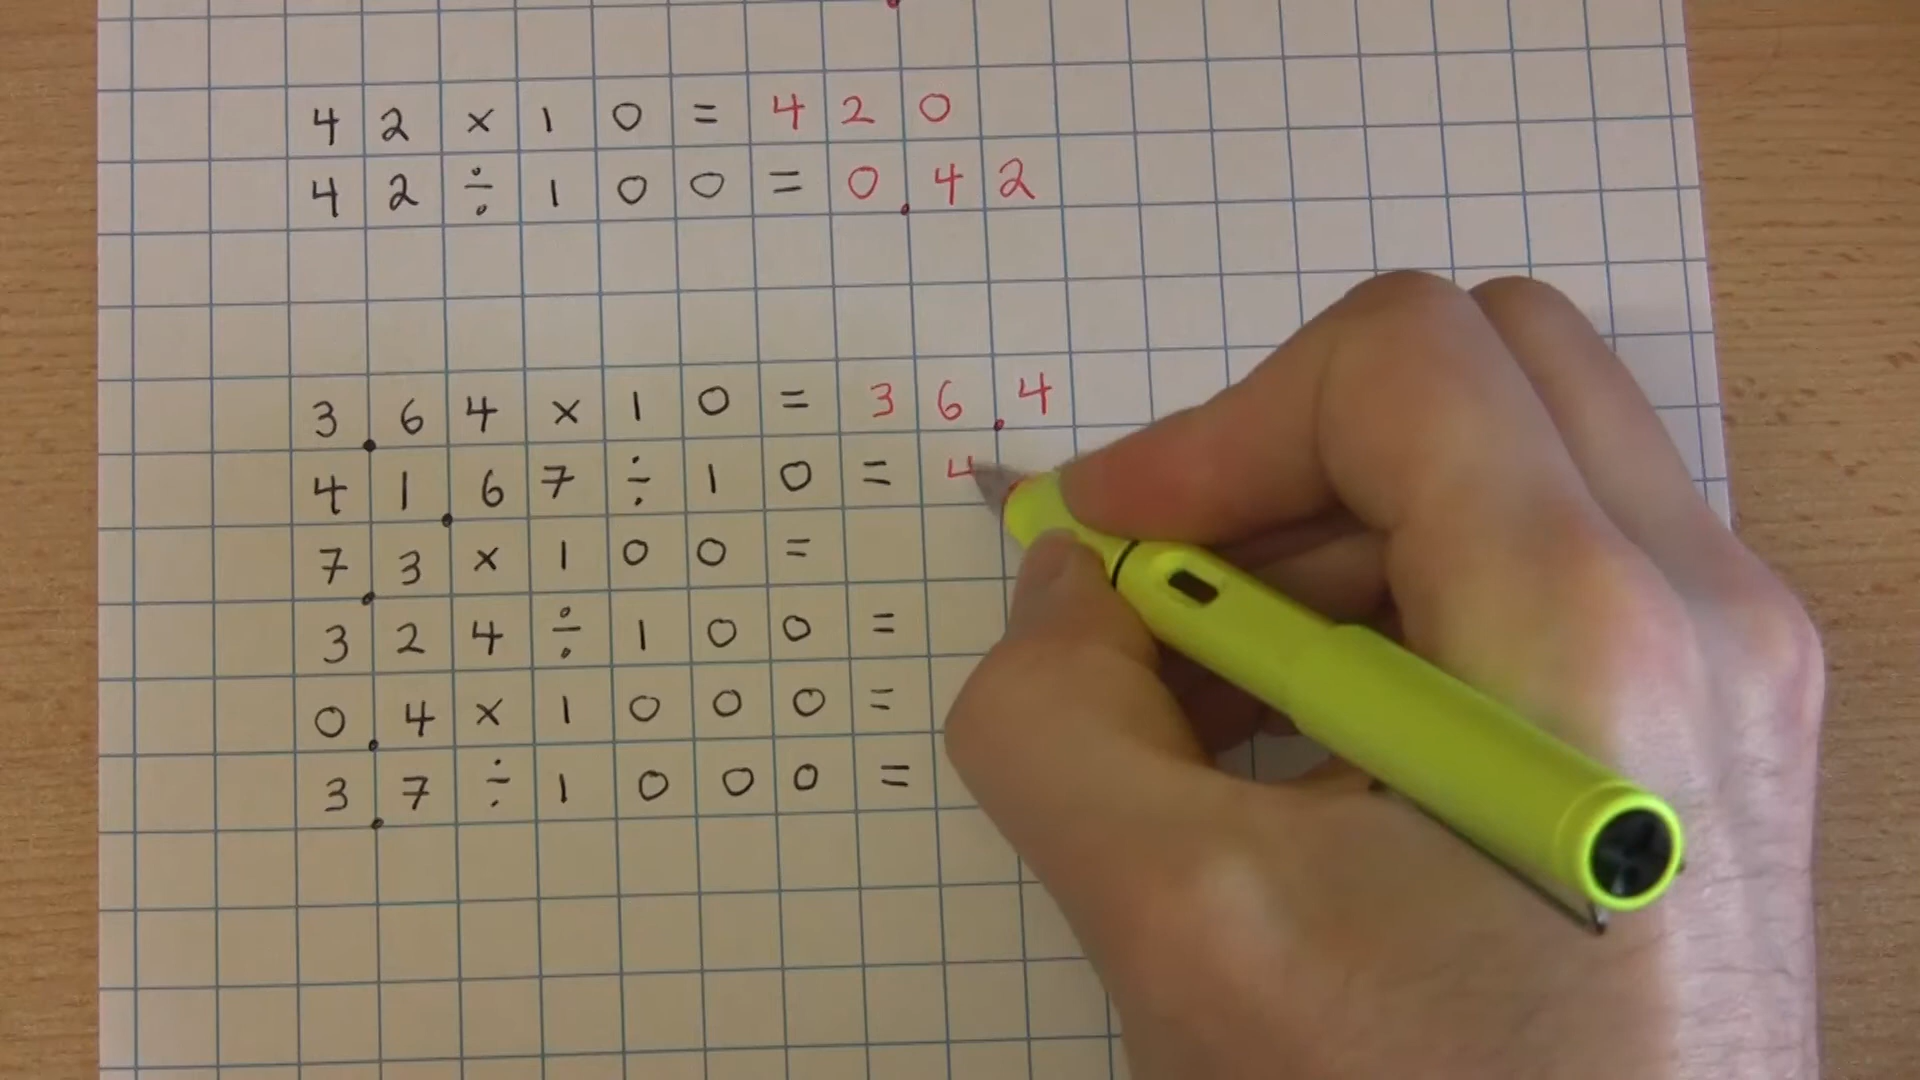 42 × 10 = 420
42 ÷ 100 = 0.42
3.64 × 10 = 36.4
41.67 ÷ 10 = 4
7.3 × 100 =
324 ÷ 100 =
0.4 × 1000 =
3.7 ÷ 1000 =